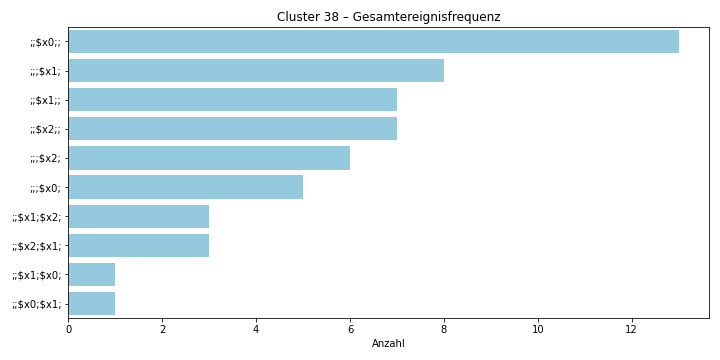 Cluster 38 – Gesamtereignisfrequenz
;;$x0;;
;;;$x1;
;;$x1;;
;;$x2;;
;;;$x2;
;;;$x0;
;;$x1;$x2;
;;$x2;$x1;
;;$x1;$x0;
;;$x0;$x1;
0 2 4 6 8 10 12
Anzahl